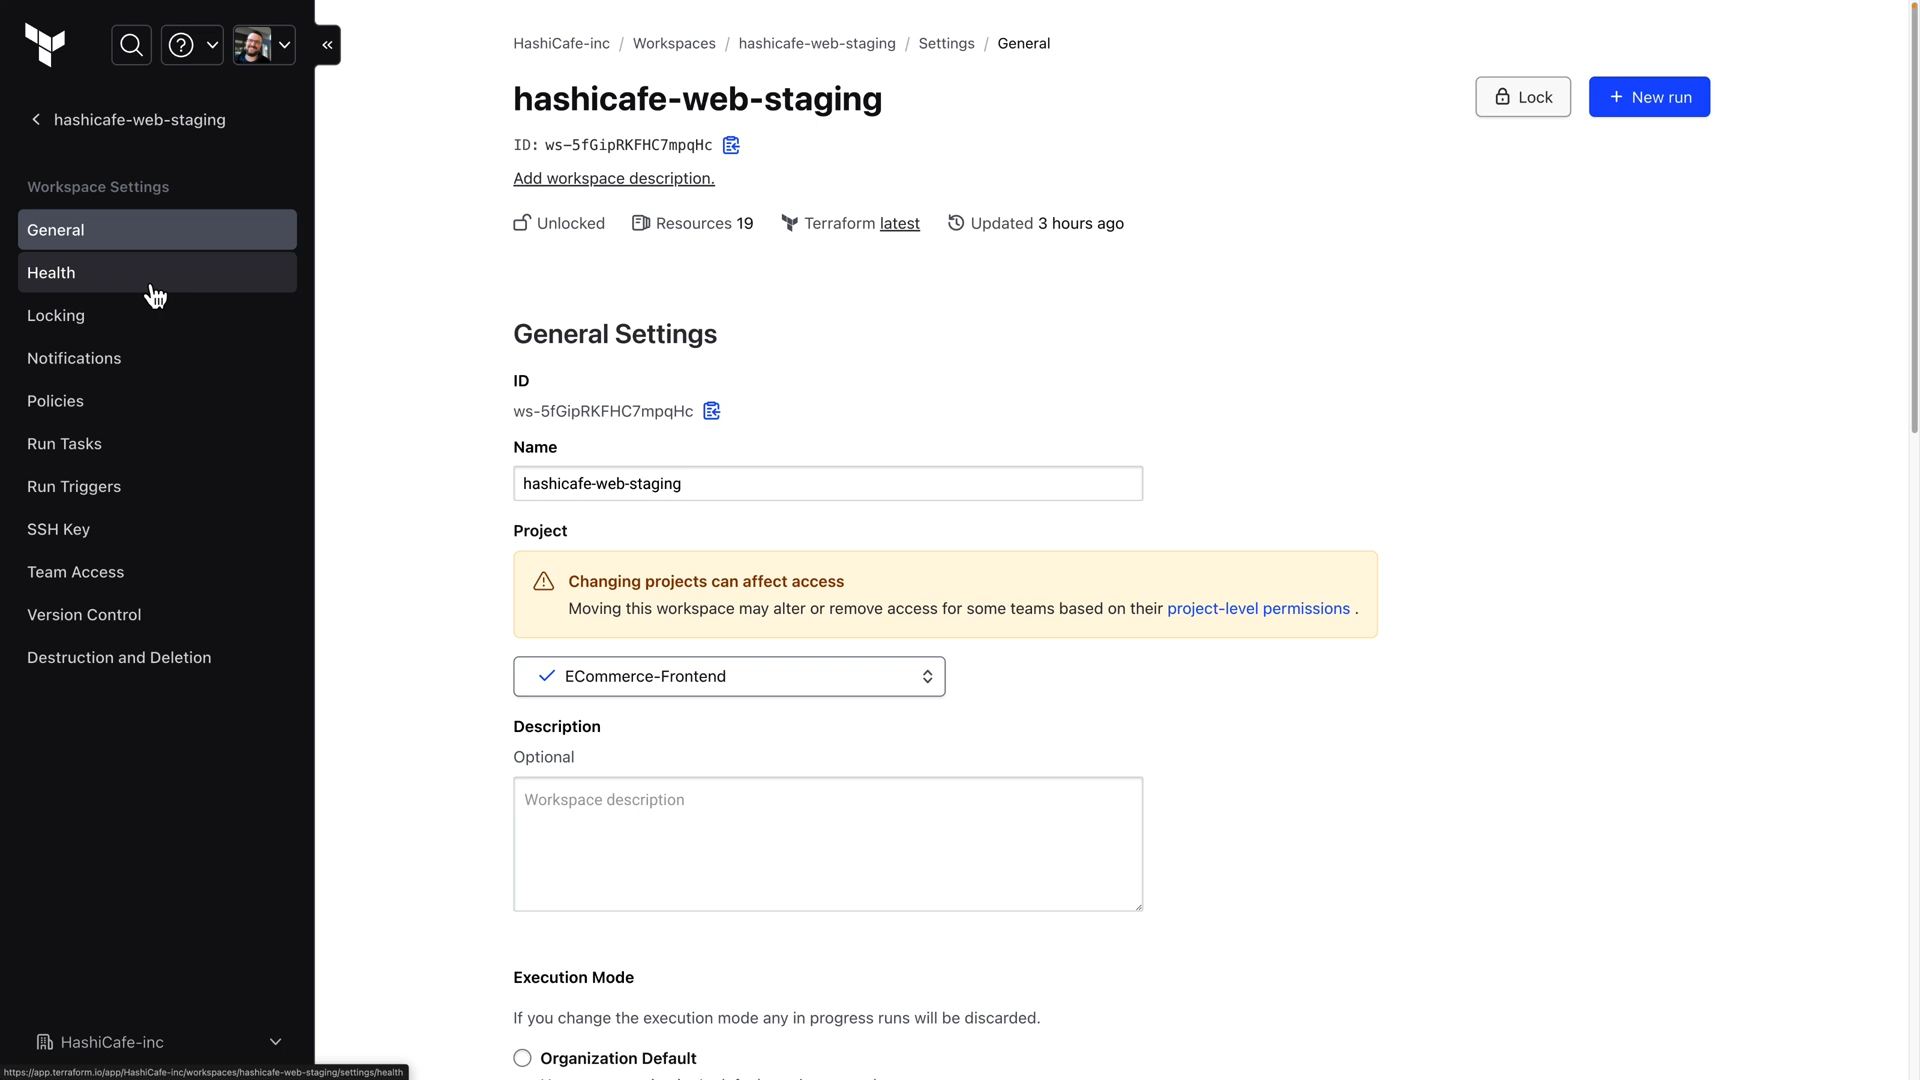 hashicafe-web-staging
Workspace Settings
General
Health
Locking
Notifications
Policies
Run Tasks
Run Triggers
SSH Key
Team Access
Version Control
Destruction and Deletion
HashiCafe-inc
https://app.terraform.io/app/HashiCafe-inc/workspaces/hashicafe-web-staging/settings/health
HashiCafe-inc / Workspaces / hashicafe-web-staging / Settings / General
hashicafe-web-staging
Lock
+ New run
ID: ws-5fGipRKFHC7mpqHc
Add workspace description.
Unlocked Resources 19 Terraform latest Updated 3 hours ago
General Settings
ID
ws-5fGipRKFHC7mpqHc
Name
hashicafe-web-staging
Project
Changing projects can affect access
Moving this workspace may alter or remove access for some teams based on their project-level permissions .
ECommerce-Frontend
Description
Optional
Workspace description
Execution Mode
If you change the execution mode any in progress runs will be discarded.
Organization Default